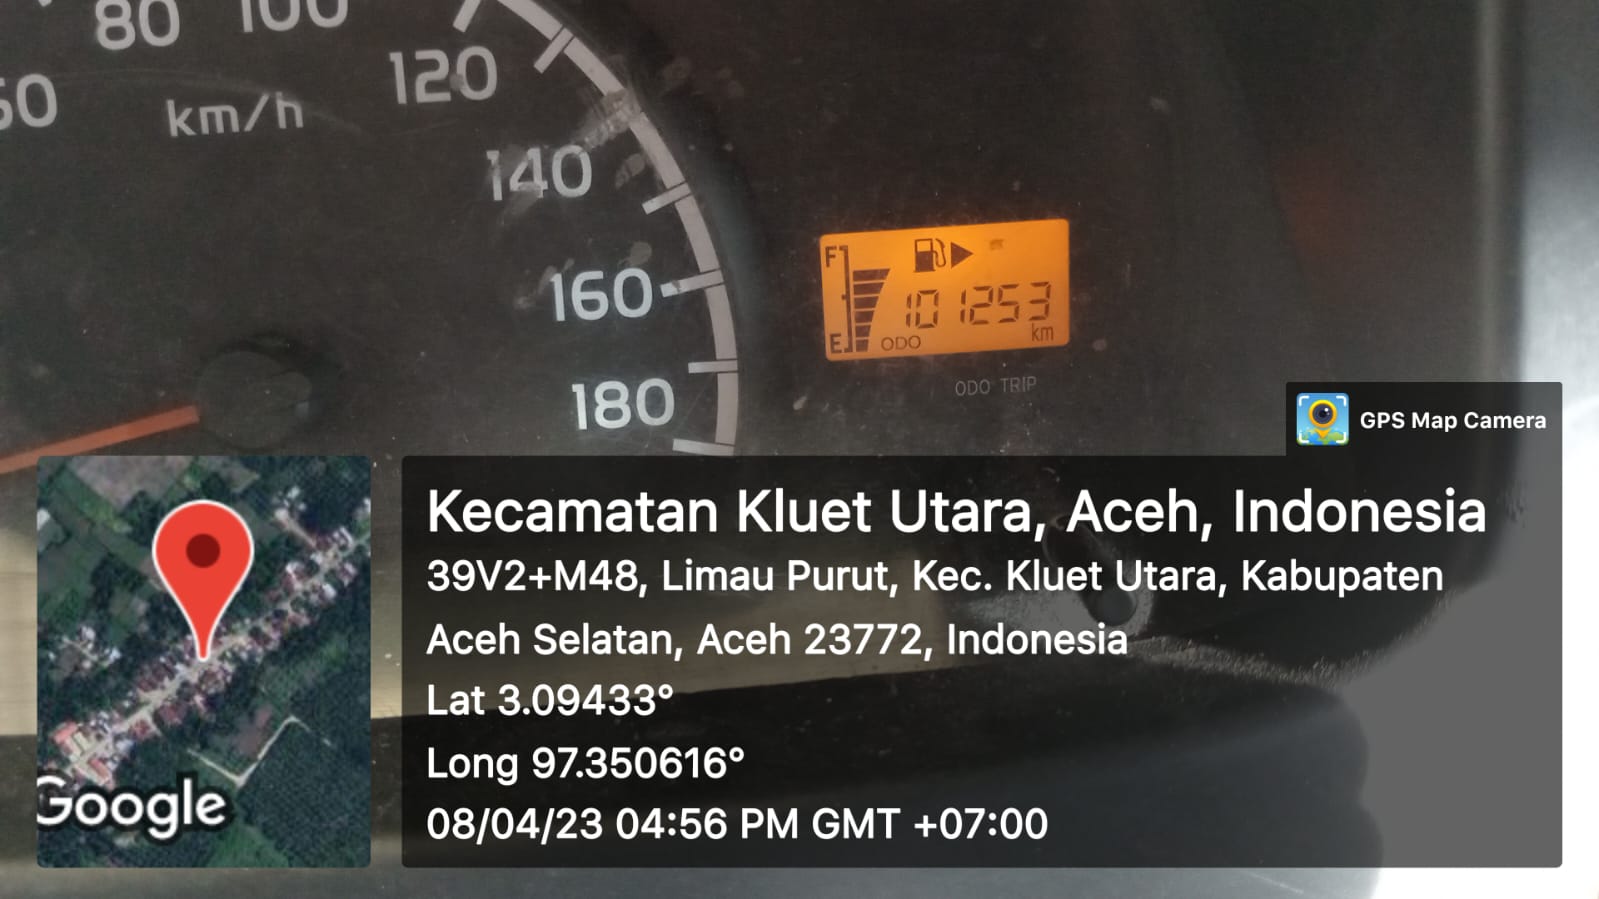 80 100
60
120
km/h
140
160
180
F
101253
E ODO km
ODO TRIP
GPS Map Camera
Kecamatan Kluet Utara, Aceh, Indonesia
39V2+M48, Limau Purut, Kec. Kluet Utara, Kabupaten
Aceh Selatan, Aceh 23772, Indonesia
Lat 3.09433°
Long 97.350616°
08/04/23 04:56 PM GMT +07:00
Google